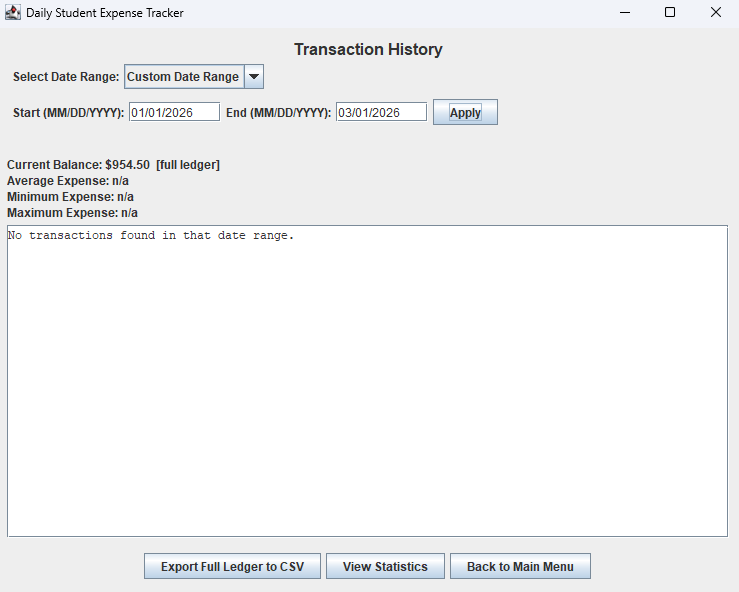 Daily Student Expense Tracker
Transaction History
Select Date Range: Custom Date Range
Start (MM/DD/YYYY): 01/01/2026 End (MM/DD/YYYY): 03/01/2026 Apply
Current Balance: $954.50 [full ledger]
Average Expense: n/a
Minimum Expense: n/a
Maximum Expense: n/a
No transactions found in that date range.
Export Full Ledger to CSV View Statistics Back to Main Menu